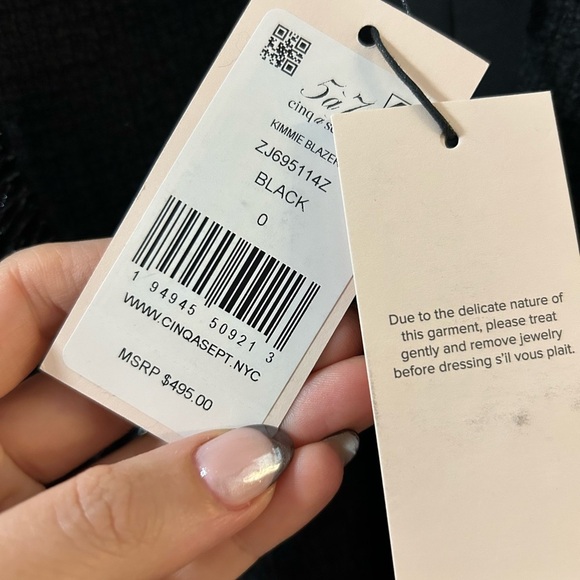 5à7
cinq à
KIMMIE BLAZER
ZJ695114Z
BLACK
0
1 94945 50921 3
WWW.CINQASEPT.NYC
MSRP $495.00
Due to the delicate nature of
this garment, please treat
gently and remove jewelry
before dressing s'il vous plait.